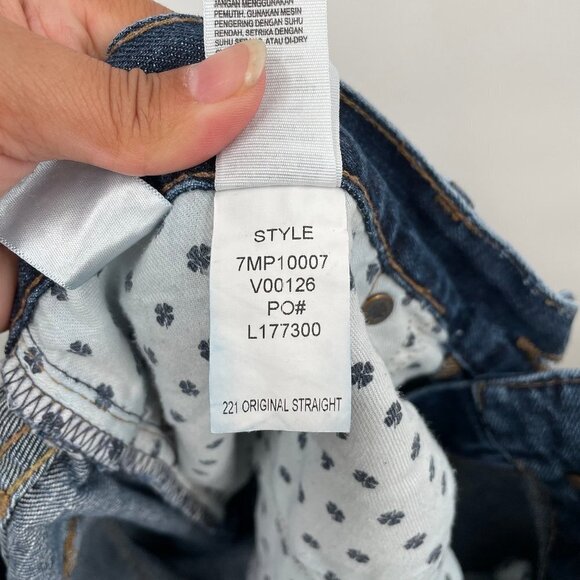 JANGAN MENGGUNAKAN
PEMUTIH, GUNAKAN MESIN
PENGERING DENGAN SUHU
RENDAH, SETRIKA DENGAN
SUHU ATAU DI-DRY
STYLE
7MP10007
V00126
PO#
L177300
221 ORIGINAL STRAIGHT